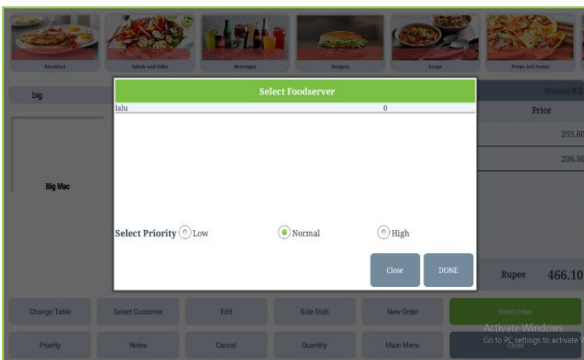 Breakfast
Salads and Sides
Beverages
Burgers
Soups
big
Invoice#
Price
Select Foodserver
lalu 0
259.60
206.50
Big Mac
Select Priority Low Normal High
Close DONE
Rupee 466.10
Change Table Select Customer Edit Side Dish New Order Send Order
Priority Notes Cancel Quantity Main Menu Close
Activate Windows
Go to PC settings to activate